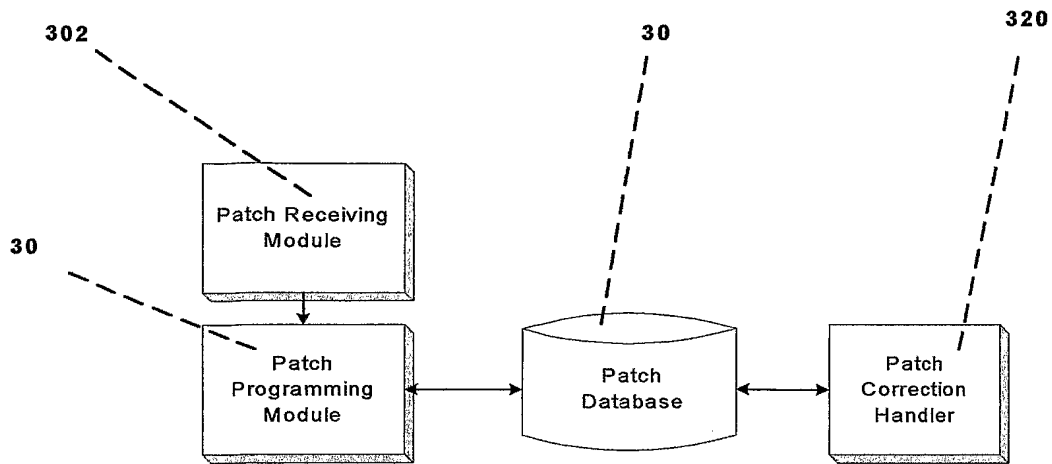 302
30
320
Patch Receiving
Module
30
Patch
Programming
Module
Patch
Database
Patch
Correction
Handler